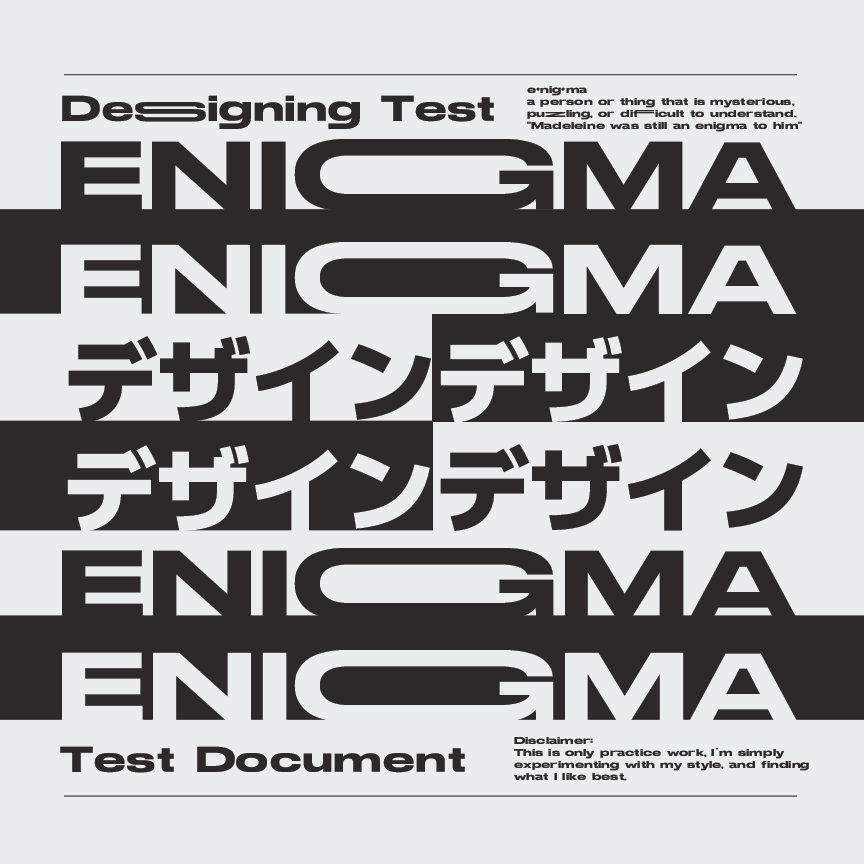 Designing Test
e·nig·ma
a person or thing that is mysterious,
puzzling, or difficult to understand.
"Madeleine was still an enigma to him"
ENIGMA
ENIGMA
デザインデザイン
デザインデザイン
ENIGMA
ENIGMA
Test Document
Disclaimer:
This is only practice work, I'm simply
experimenting with my style, and finding
what I like best.